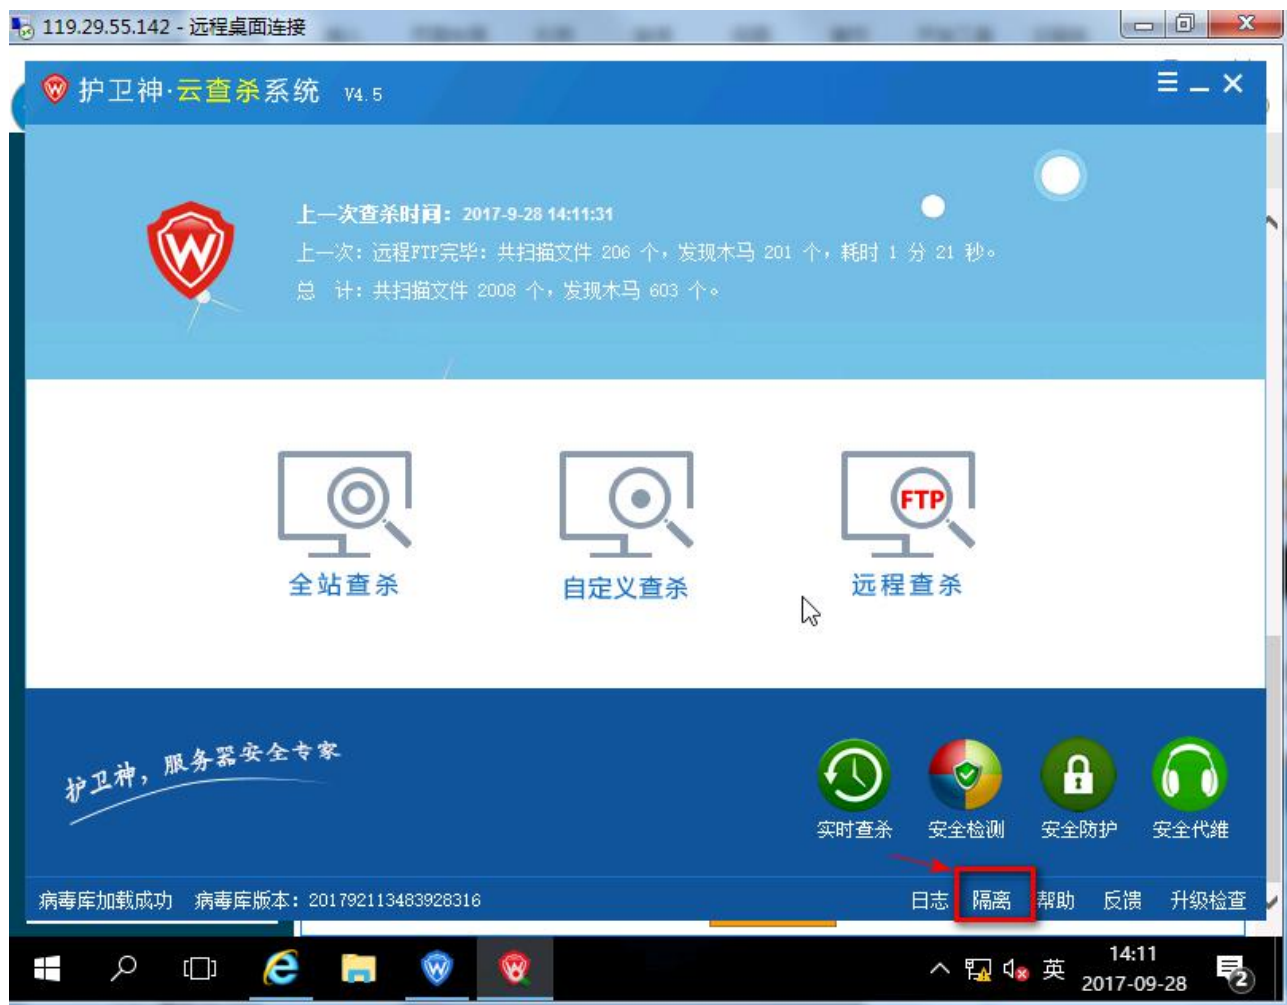 119.29.55.142 - 远程桌面连接
护卫神·云查杀系统 V4.5
上一次查杀时间：2017-9-28 14:11:31
上一次：远程FTP完毕：共扫描文件 206 个，发现木马 201 个，耗时 1 分 21 秒。
总 计：共扫描文件 2008 个，发现木马 603 个。
W
FTP
全站查杀 自定义查杀 远程查杀
护卫神，服务器安全专家
实时查杀 安全检测 安全防护 安全代维
病毒库加载成功 病毒库版本：201792113483928316 日志 隔离 帮助 反馈 升级检查
英 14:11
2017-09-28 2